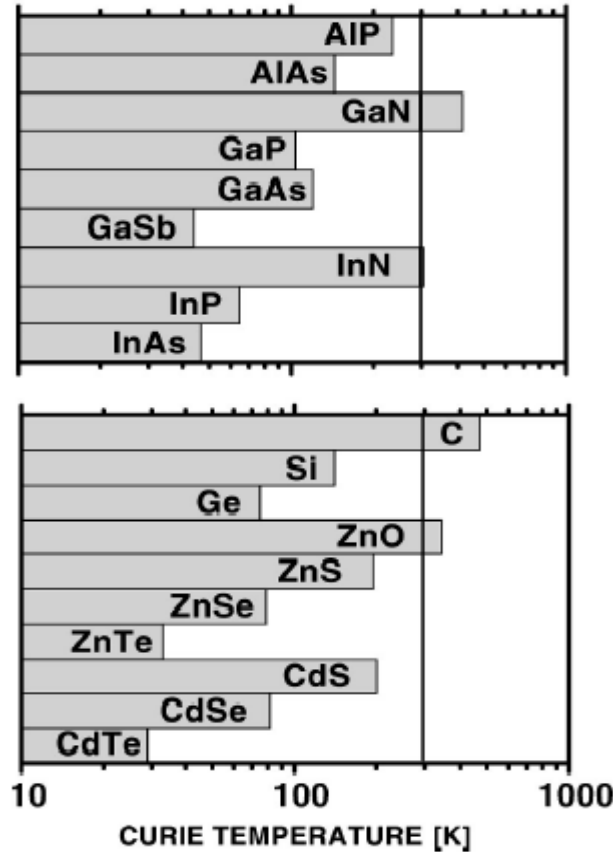 AlP
AlAs
GaN
GaP
GaAs
GaSb
InN
InP
InAs
C
Si
Ge
ZnO
ZnS
ZnSe
ZnTe
CdS
CdSe
CdTe
10 100 1000
CURIE TEMPERATURE [K]